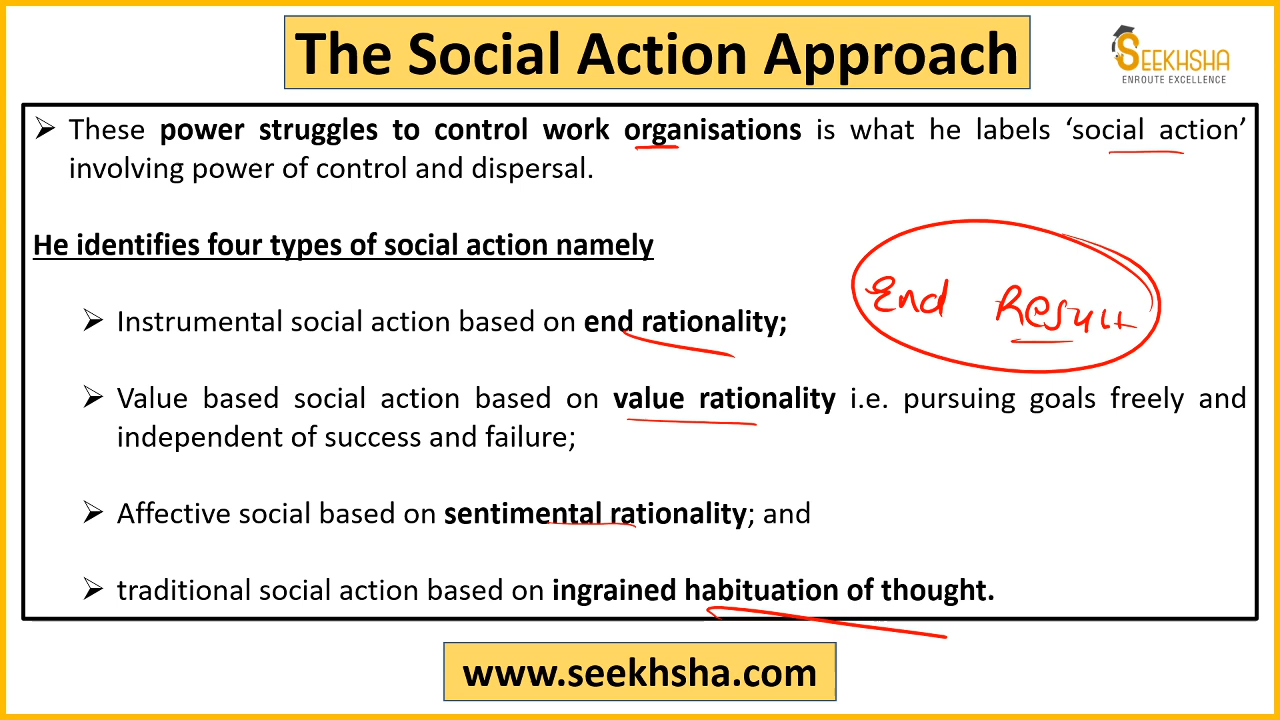 The Social Action Approach
SEEKHSHA
ENROUTE EXCELLENCE
➢ These power struggles to control work organisations is what he labels ‘social action’
involving power of control and dispersal.
He identifies four types of social action namely
End Result
➢ Instrumental social action based on end rationality;
➢ Value based social action based on value rationality i.e. pursuing goals freely and
independent of success and failure;
➢ Affective social based on sentimental rationality; and
➢ traditional social action based on ingrained habituation of thought.
www.seekhsha.com